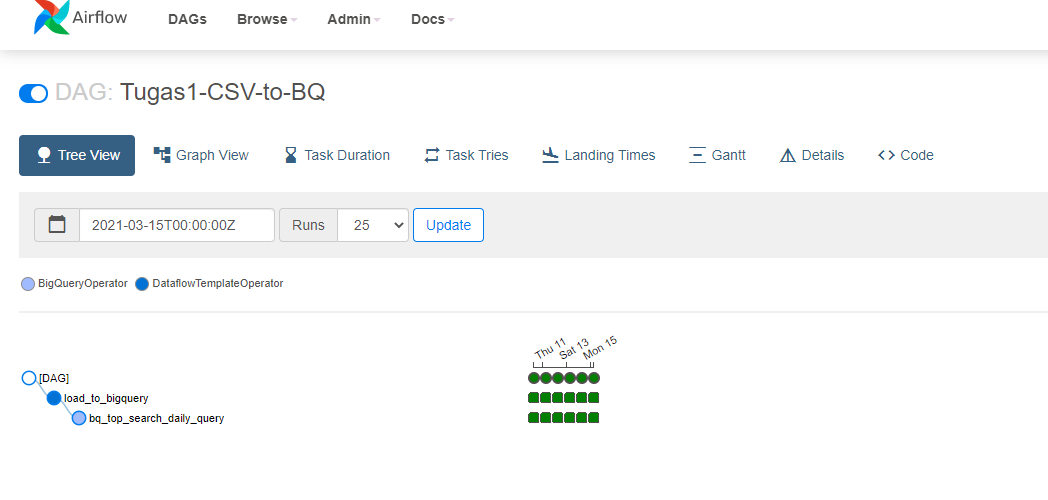 Airflow DAGs Browse Admin Docs
DAG: Tugas1-CSV-to-BQ
Tree View Graph View Task Duration Task Tries Landing Times Gantt Details Code
2021-03-15T00:00:00Z Runs 25 Update
BigQueryOperator DataflowTemplateOperator
Thu 11 Sat 13 Mon 15
[DAG]
load_to_bigquery
bq_top_search_daily_query